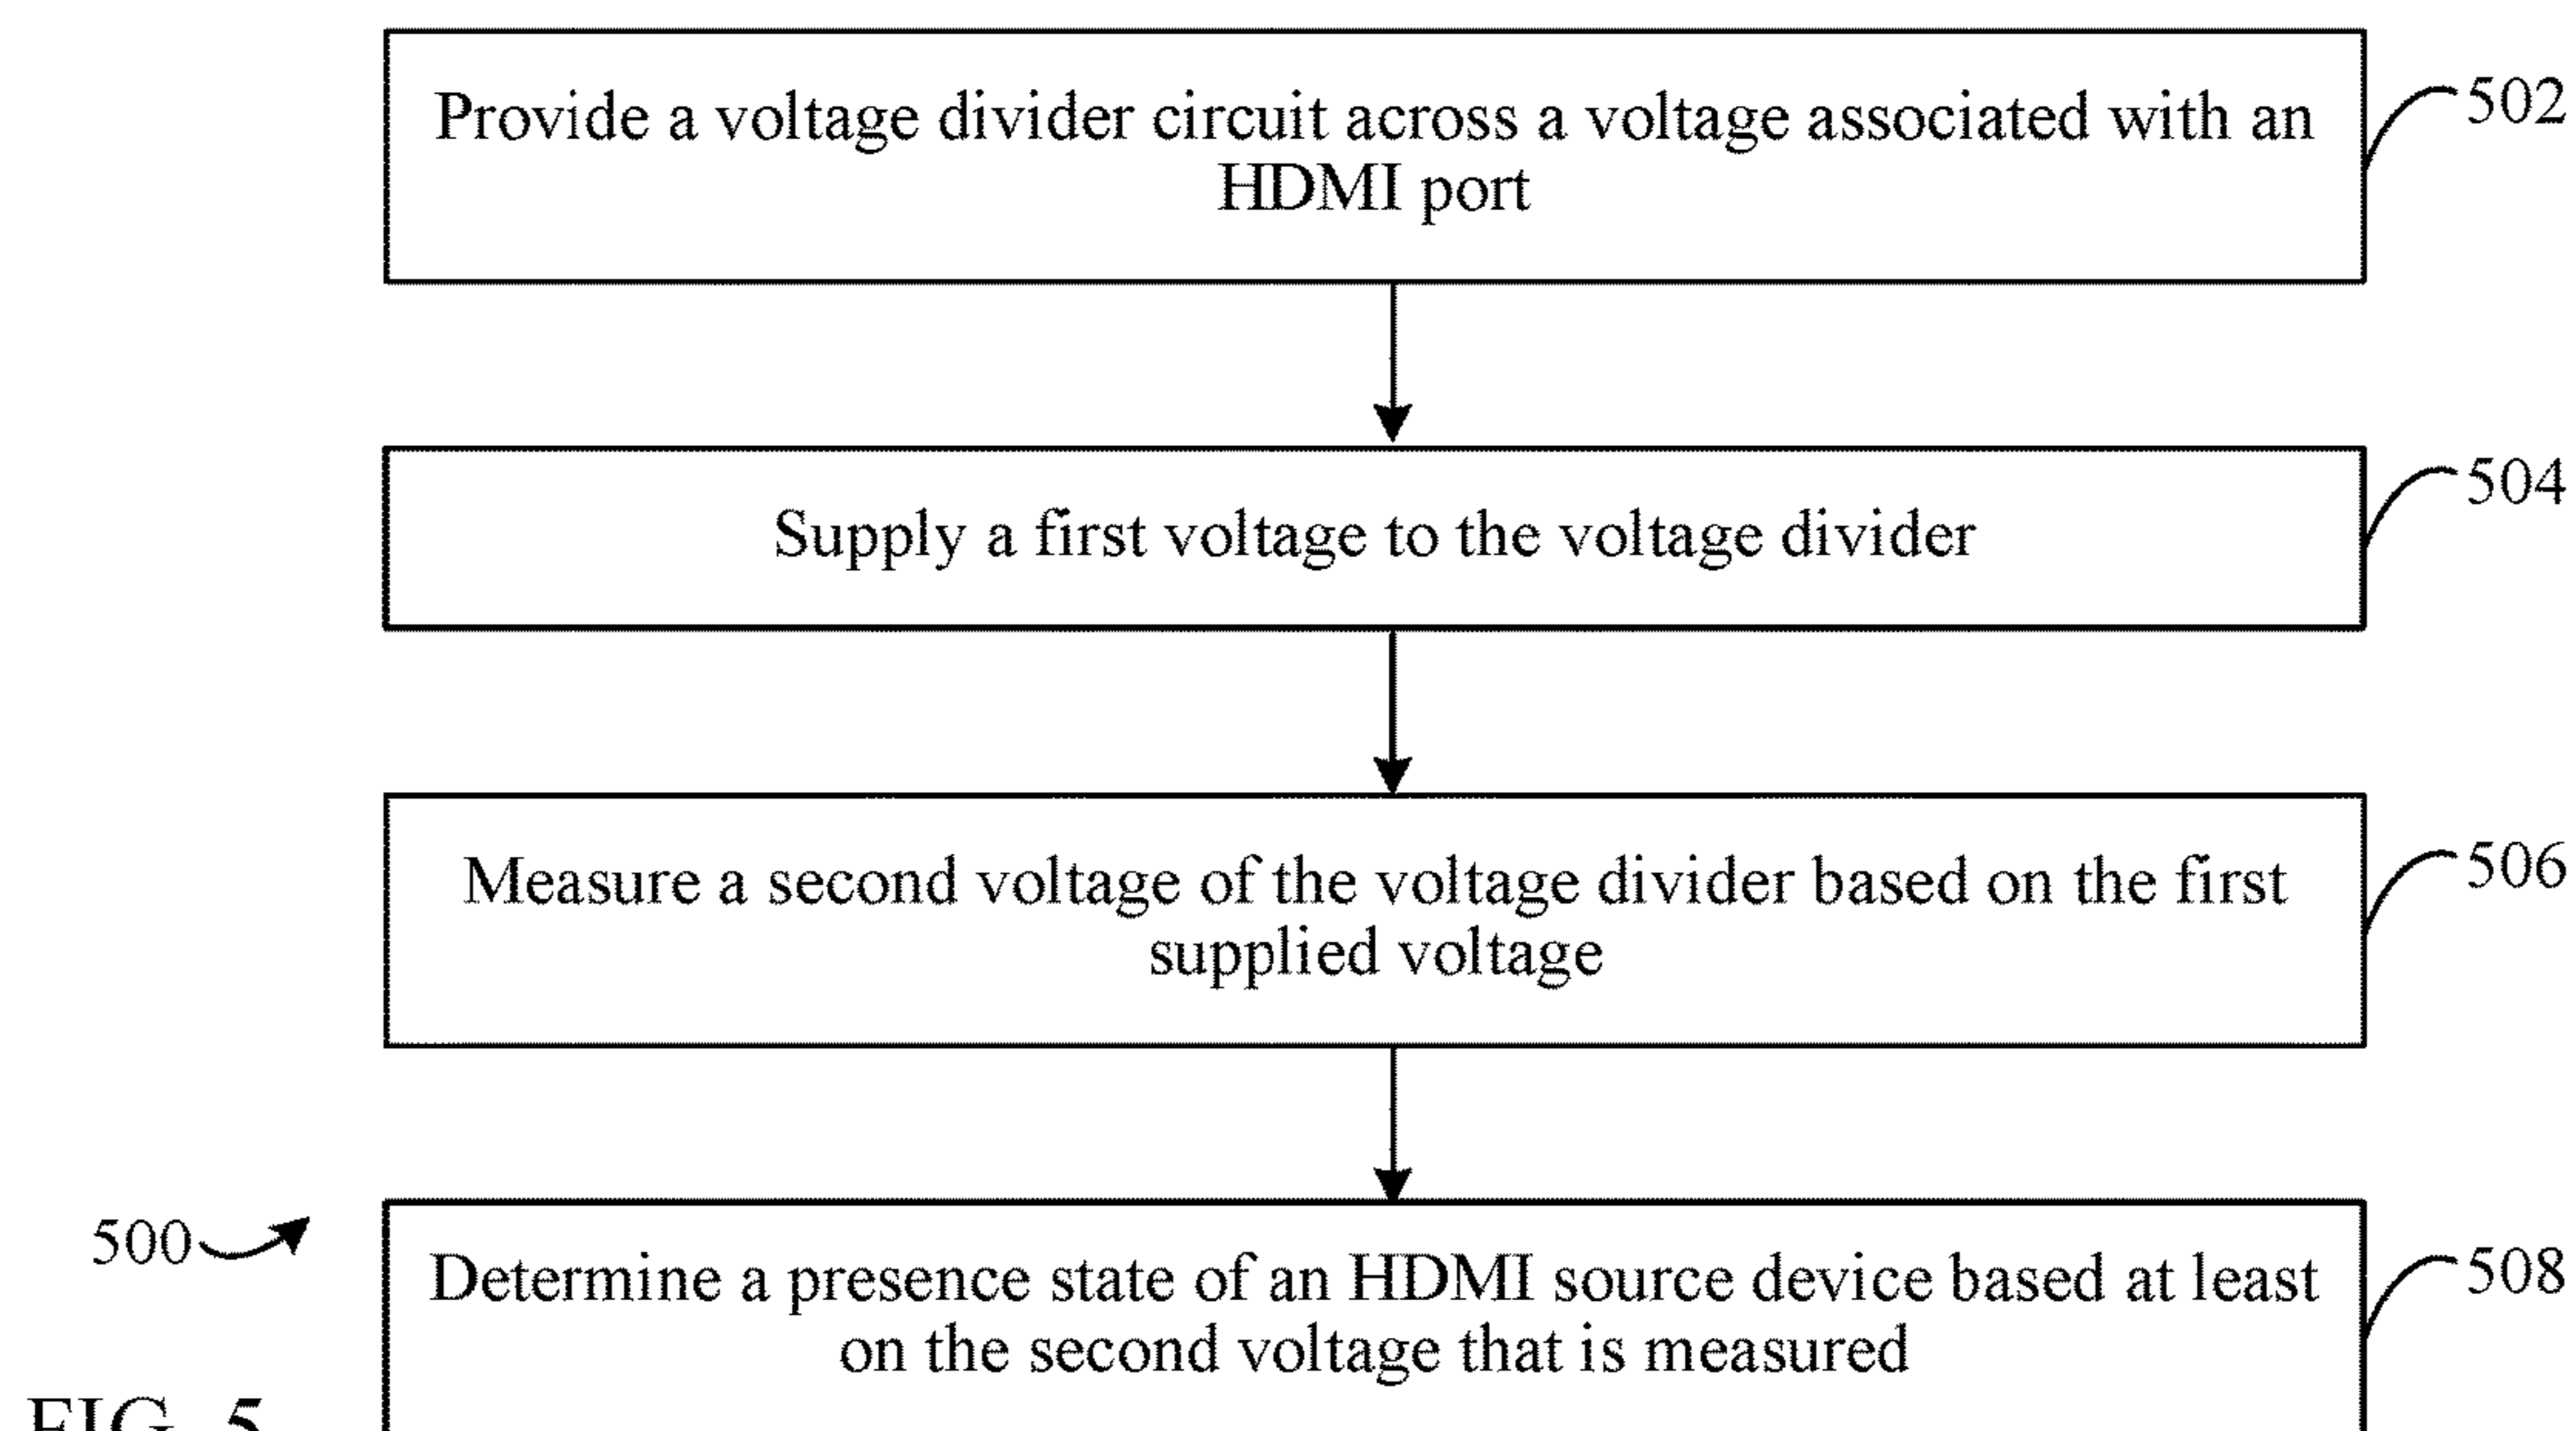 Provide a voltage divider circuit across a voltage associated with an
HDMI port
502
Supply a first voltage to the voltage divider
504
Measure a second voltage of the voltage divider based on the first
supplied voltage
506
500
Determine a presence state of an HDMI source device based at least
on the second voltage that is measured
508
FIG. 5